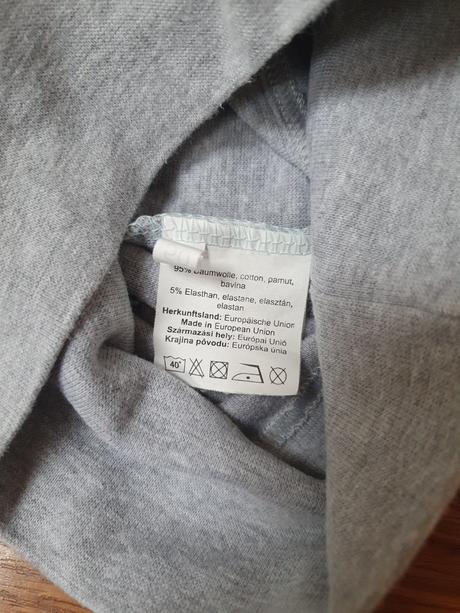 95% Baumwolle, cotton, pamut,
bavlna
5% Elasthan, elastane, elasztán,
elastan
Herkunftsland: Europäische Union
Made in European Union
Származási hely: Európai Unió
Krajina pôvodu: Európska únia
40°